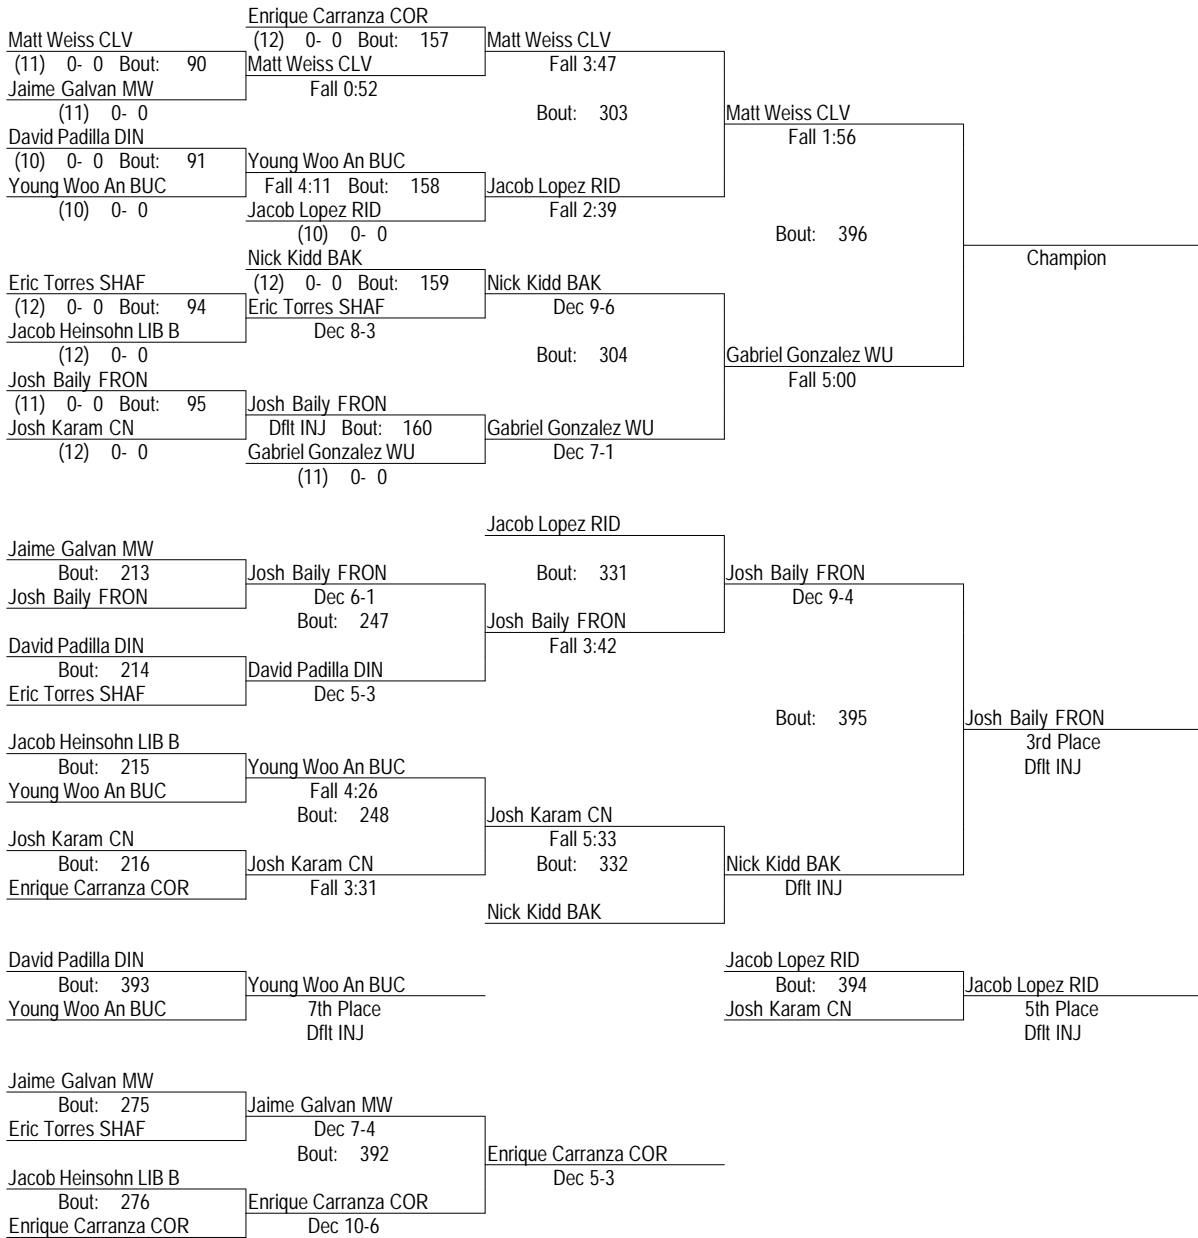 Enrique Carranza COR
Matt Weiss CLV (12) 0- 0 Bout: 157 Matt Weiss CLV
(11) 0- 0 Bout: 90 Matt Weiss CLV Fall 3:47
Jaime Galvan MW Fall 0:52
(11) 0- 0 Bout: 303 Matt Weiss CLV
David Padilla DIN Fall 1:56
(10) 0- 0 Bout: 91 Young Woo An BUC
Young Woo An BUC Fall 4:11 Bout: 158 Jacob Lopez RID
(10) 0- 0 Jacob Lopez RID Fall 2:39
(10) 0- 0 Bout: 396
Nick Kidd BAK Champion
Eric Torres SHAF (12) 0- 0 Bout: 159 Nick Kidd BAK
(12) 0- 0 Bout: 94 Eric Torres SHAF Dec 9-6
Jacob Heinsohn LIB B Dec 8-3
(12) 0- 0 Bout: 304 Gabriel Gonzalez WU
Josh Baily FRON Fall 5:00
(11) 0- 0 Bout: 95 Josh Baily FRON
Josh Karam CN Dflt INJ Bout: 160 Gabriel Gonzalez WU
(12) 0- 0 Gabriel Gonzalez WU Dec 7-1
(11) 0- 0
Jacob Lopez RID
Jaime Galvan MW
Bout: 213 Josh Baily FRON Bout: 331 Josh Baily FRON
Josh Baily FRON Dec 6-1 Dec 9-4
Bout: 247 Josh Baily FRON
David Padilla DIN Fall 3:42
Bout: 214 David Padilla DIN
Eric Torres SHAF Dec 5-3
Bout: 395 Josh Baily FRON
Jacob Heinsohn LIB B 3rd Place
Bout: 215 Young Woo An BUC Dflt INJ
Young Woo An BUC Fall 4:26
Bout: 248 Josh Karam CN
Josh Karam CN Fall 5:33
Bout: 216 Josh Karam CN Bout: 332 Nick Kidd BAK
Enrique Carranza COR Fall 3:31 Dflt INJ
Nick Kidd BAK
David Padilla DIN Jacob Lopez RID
Bout: 393 Young Woo An BUC Bout: 394 Jacob Lopez RID
Young Woo An BUC 7th Place Josh Karam CN 5th Place
Dflt INJ Dflt INJ
Jaime Galvan MW
Bout: 275 Jaime Galvan MW
Eric Torres SHAF Dec 7-4
Bout: 392 Enrique Carranza COR
Jacob Heinsohn LIB B Dec 5-3
Bout: 276 Enrique Carranza COR
Enrique Carranza COR Dec 10-6